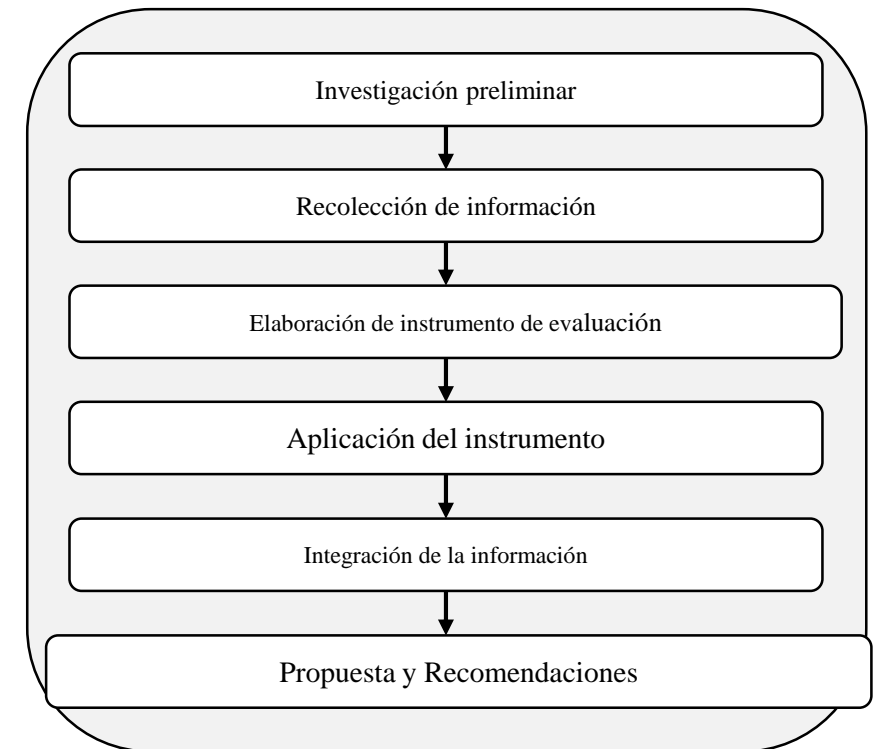 Investigación preliminar
Recolección de información
Elaboración de instrumento de evaluación
Aplicación del instrumento
Integración de la información
Propuesta y Recomendaciones